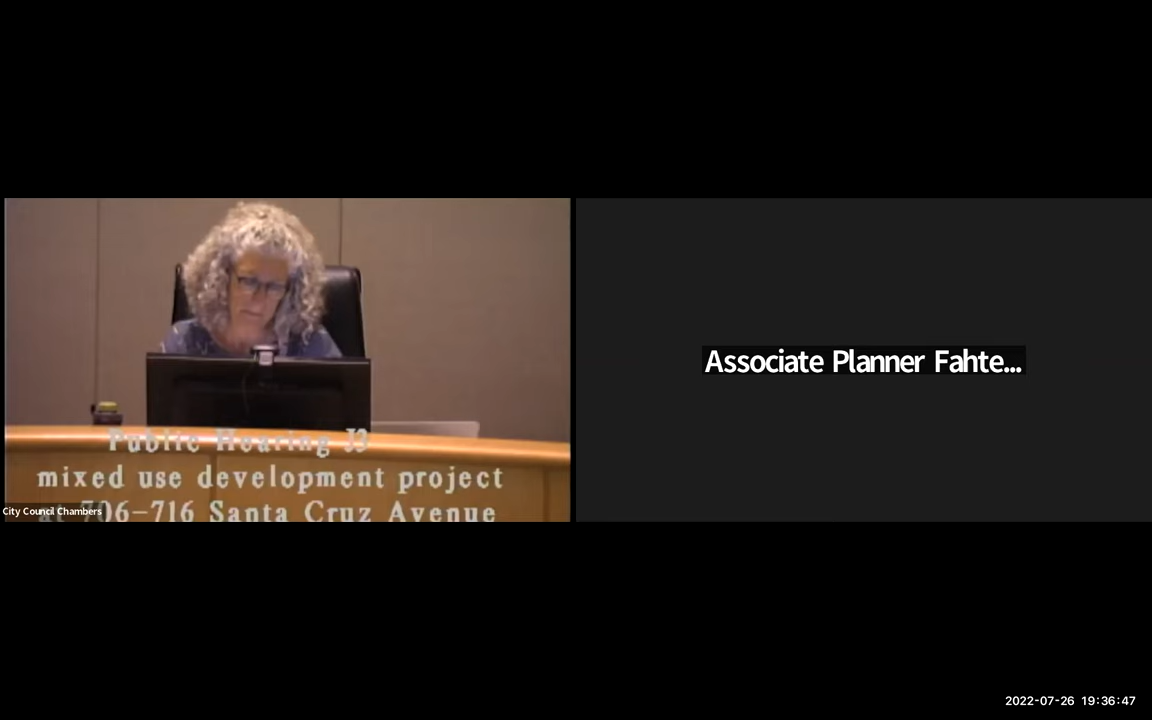 Public Hearing J3
mixed use development project
at 706-716 Santa Cruz Avenue
City Council Chambers
Associate Planner Fahte...
2022-07-26 19:36:47